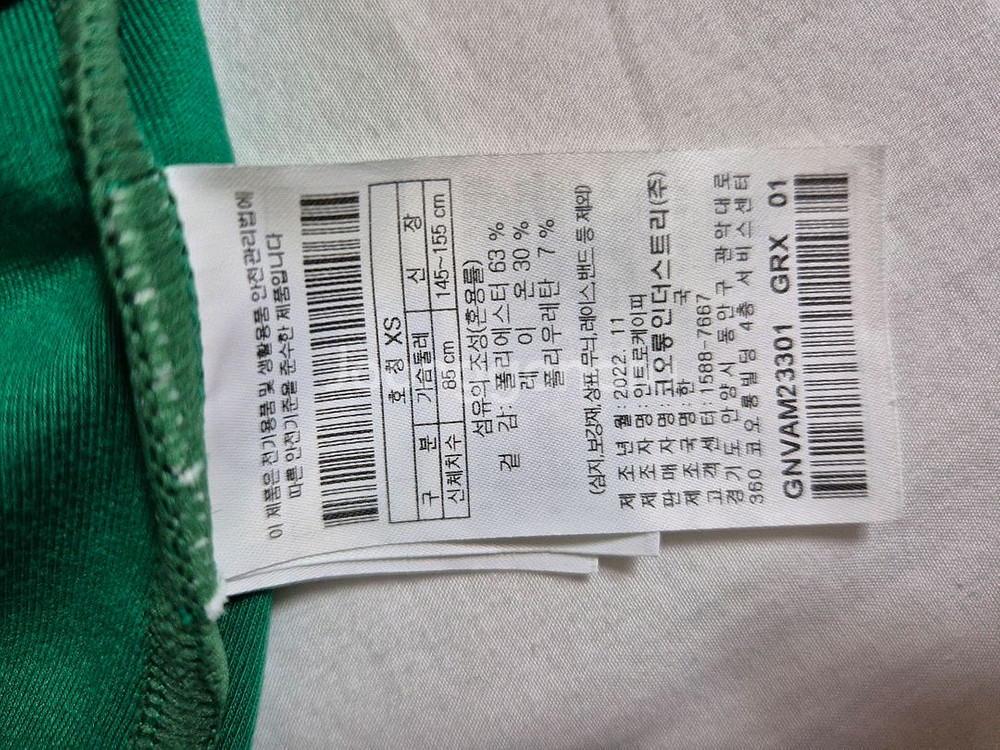 이 제품은 전기용품 및 생활용품 안전관리법에
따른 안전기준을 준수한 제품입니다
호 칭 XS
구 분 가슴둘레 신 장
신체치수 85 cm 145~155 cm
섬유의 조성(혼용률)
겉 감: 폴리에스터 63 %
레 이 온 30 %
폴리우레탄 7 %
(심지,보강재,상표,무늬,레이스,밴드 등 제외)
제 조 년 월 : 2022. 11
제 조 자 명 : 인트로케이피
판 매 자 명 : 코오롱인더스트리(주)
제 조 국 명 : 한 국
고 객 센 터 : 1588-7667
경 기 도 안 양 시 동 안 구 관 악 대 로
360 코 오 롱 빌 딩 4층 서 비 스 센 터
GNVAM23301 GRX 01